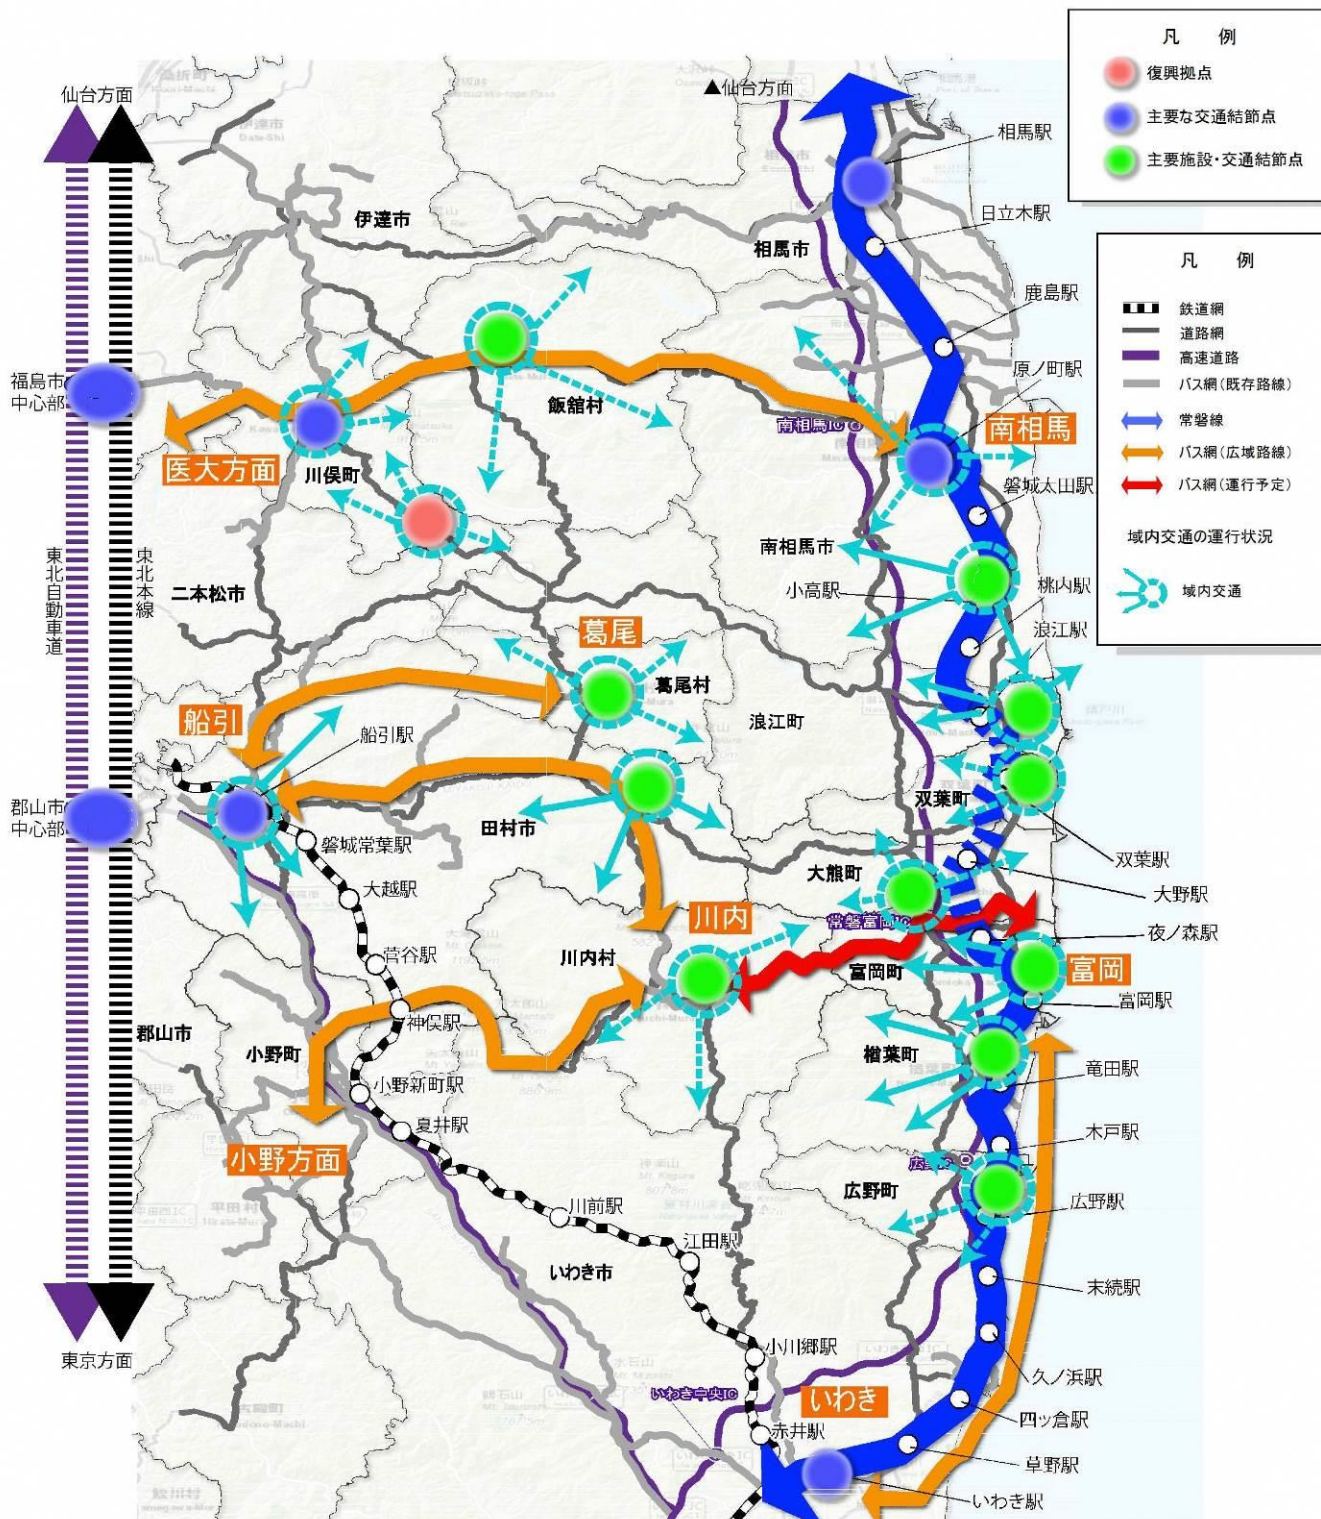 凡 例
復興拠点
主要な交通結節点
主要施設・交通結節点
凡 例
鉄道網
道路網
高速道路
バス網(既存路線)
常磐線
バス網(広域路線)
バス網(運行予定)
域内交通の運行状況
域内交通
仙台方面
▲仙台方面
相馬駅
日立木駅
伊達市
相馬市
鹿島駅
原ノ町駅
福島市
中心部
飯舘村
南相馬IC
南相馬
医大方面
川俣町
磐城太田駅
南相馬市
東北自動車道
東北本線
二本松市
小高駅
桃内駅
浪江駅
葛尾
葛尾村
浪江町
船引
船引駅
郡山市
中心部
田村市
双葉町
磐城常葉駅
双葉駅
大越駅
大熊町
大野駅
川内
常磐富岡IC
夜ノ森駅
菅谷駅
川内村
富岡町
富岡
富岡駅
神俣駅
郡山市
小野町
楢葉町
小野新町駅
竜田駅
夏井駅
木戸駅
小野方面
広野IC
広野町
広野駅
川前駅
江田駅
いわき市
末続駅
小川郷駅
東京方面
久ノ浜駅
いわき中央IC
いわき
四ッ倉駅
赤井駅
草野駅
いわき駅